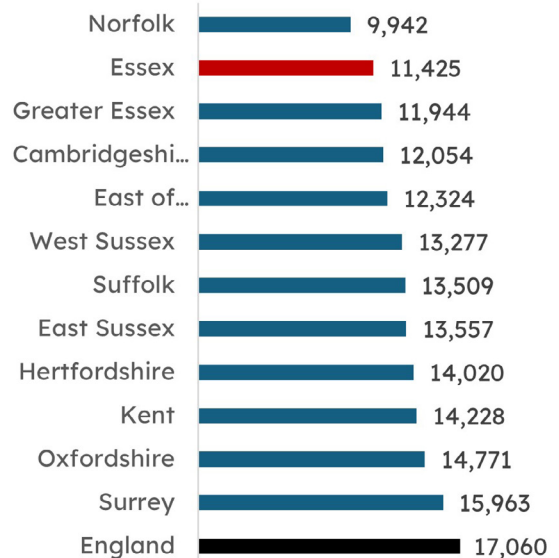 Norfolk 9,942
Essex 11,425
Greater Essex 11,944
Cambridgeshi... 12,054
East of... 12,324
West Sussex 13,277
Suffolk 13,509
East Sussex 13,557
Hertfordshire 14,020
Kent 14,228
Oxfordshire 14,771
Surrey 15,963
England 17,060